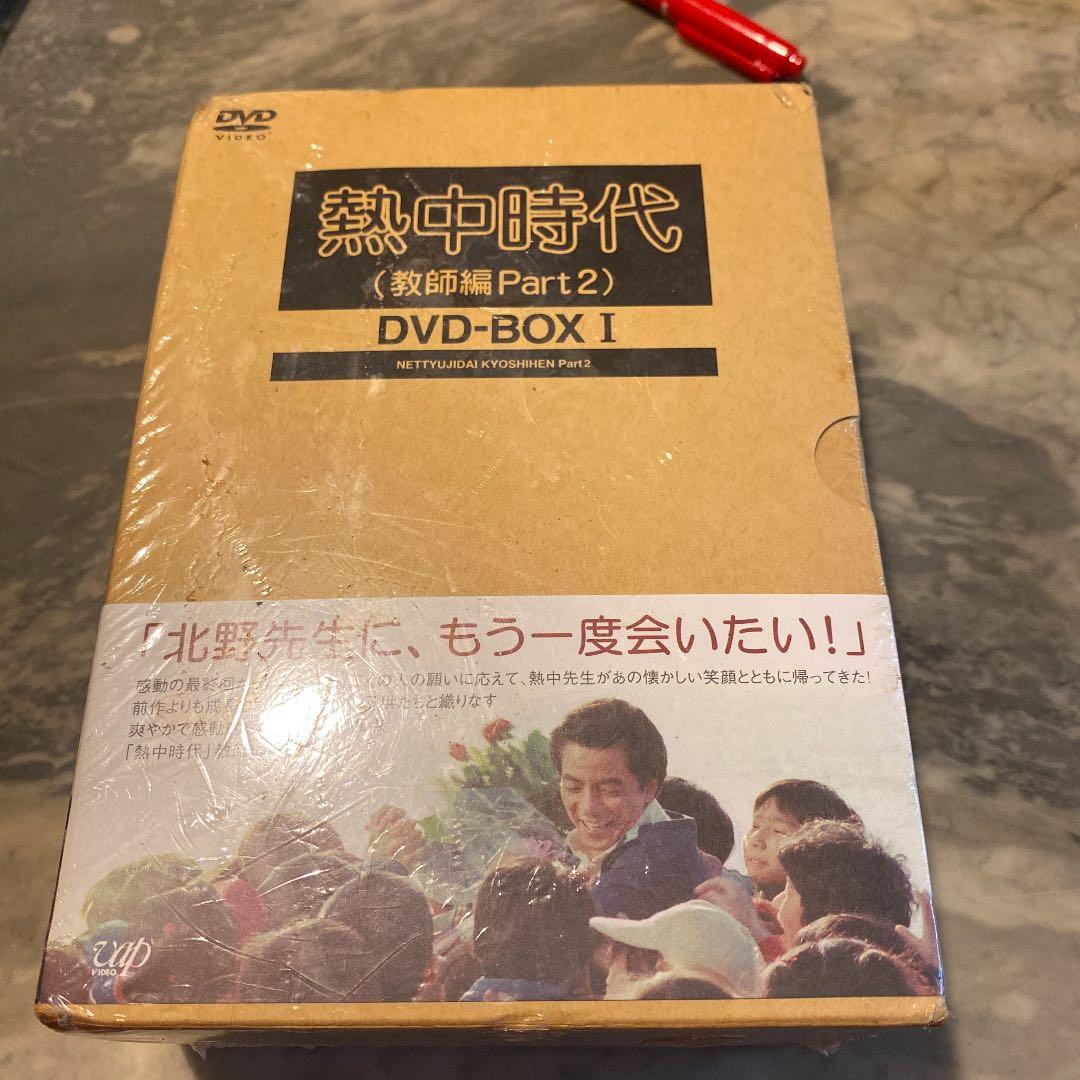 DVD
VIDEO
熱中時代
(教師編Part2)
DVD-BOX I
NETTYUJIDAI KYOSHIHEN Part2
「北野先生に、もう一度会いたい!」
感動の最終回 の人の願いに応えて、熱中先生があの懐かしい笑顔とともに帰ってきた!
前作よりも成長 たちと織りなす
爽やかで感動
「熱中時代」教
vap
VIDEO